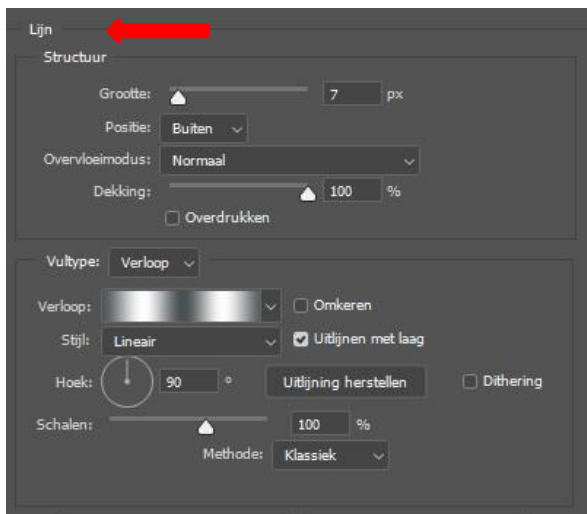 Lijn
Structuur
Grootte: 7 px
Positie: Buiten
Overvloeimodus: Normaal
Dekking: 100 %
Overdrukken
Vultype: Verloop
Verloop: Omkeren
Stijl: Lineair Uitlijnen met laag
Hoek: 90 ° Uitlijning herstellen Dithering
Schalen: 100 %
Methode: Klassiek